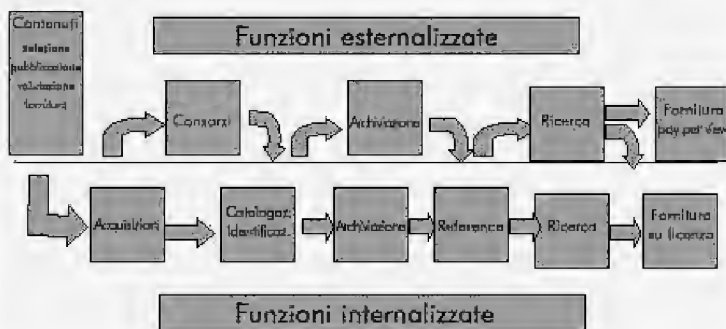 Contenuti
selezione
pubblicazione
valutazione
fornitura
Funzioni esternalizzate
Consorzi
Archiviazione
Ricerca
Fornitura
pay per view
Acquisizioni
Catalogaz.
Identificaz.
Archiviazione
Reference
Ricerca
Fornitura
su licenza
Funzioni internalizzate